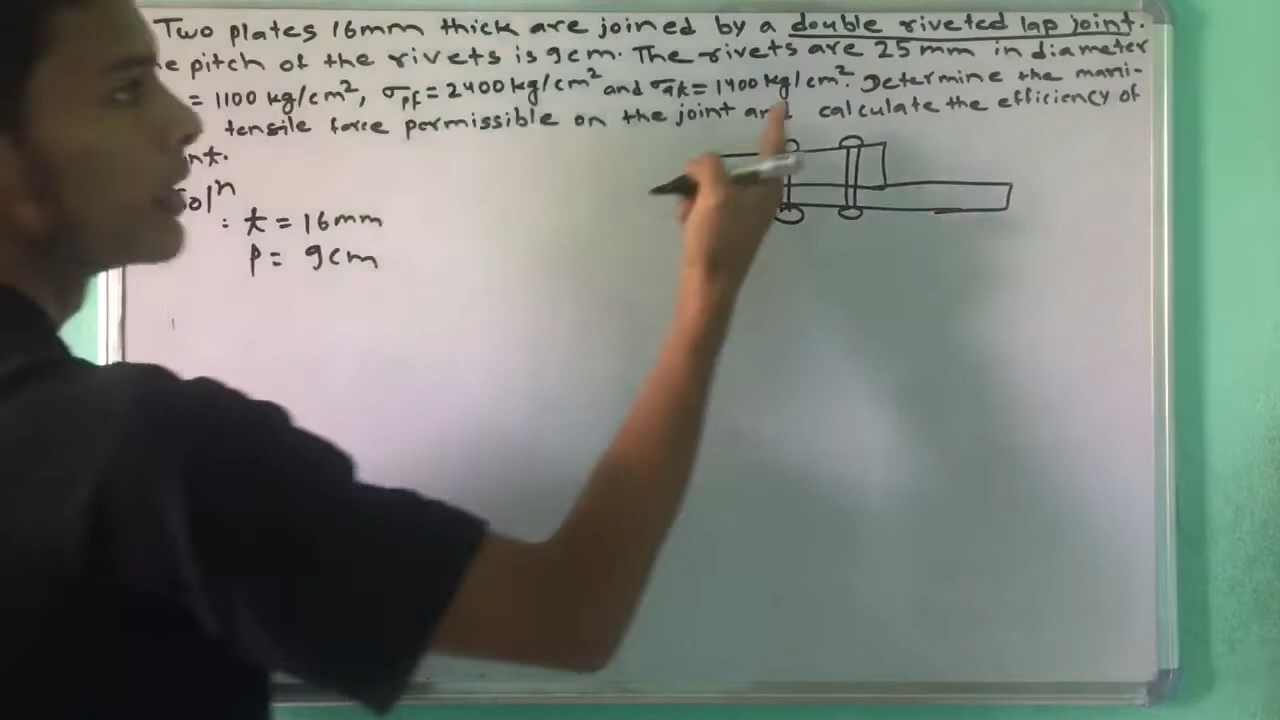 Two plates 16mm thick are joined by a double riveted lap joint.
e pitch of the rivets is 9cm. The rivets are 25mm in diameter
= 1100 kg/cm², σpf = 2400 kg/cm² and = 1400 kg/cm². Determine the maxi-
tensile force permissible on the joint and calculate the efficiency of
nt.
Solⁿ
: t = 16mm
P = 9cm